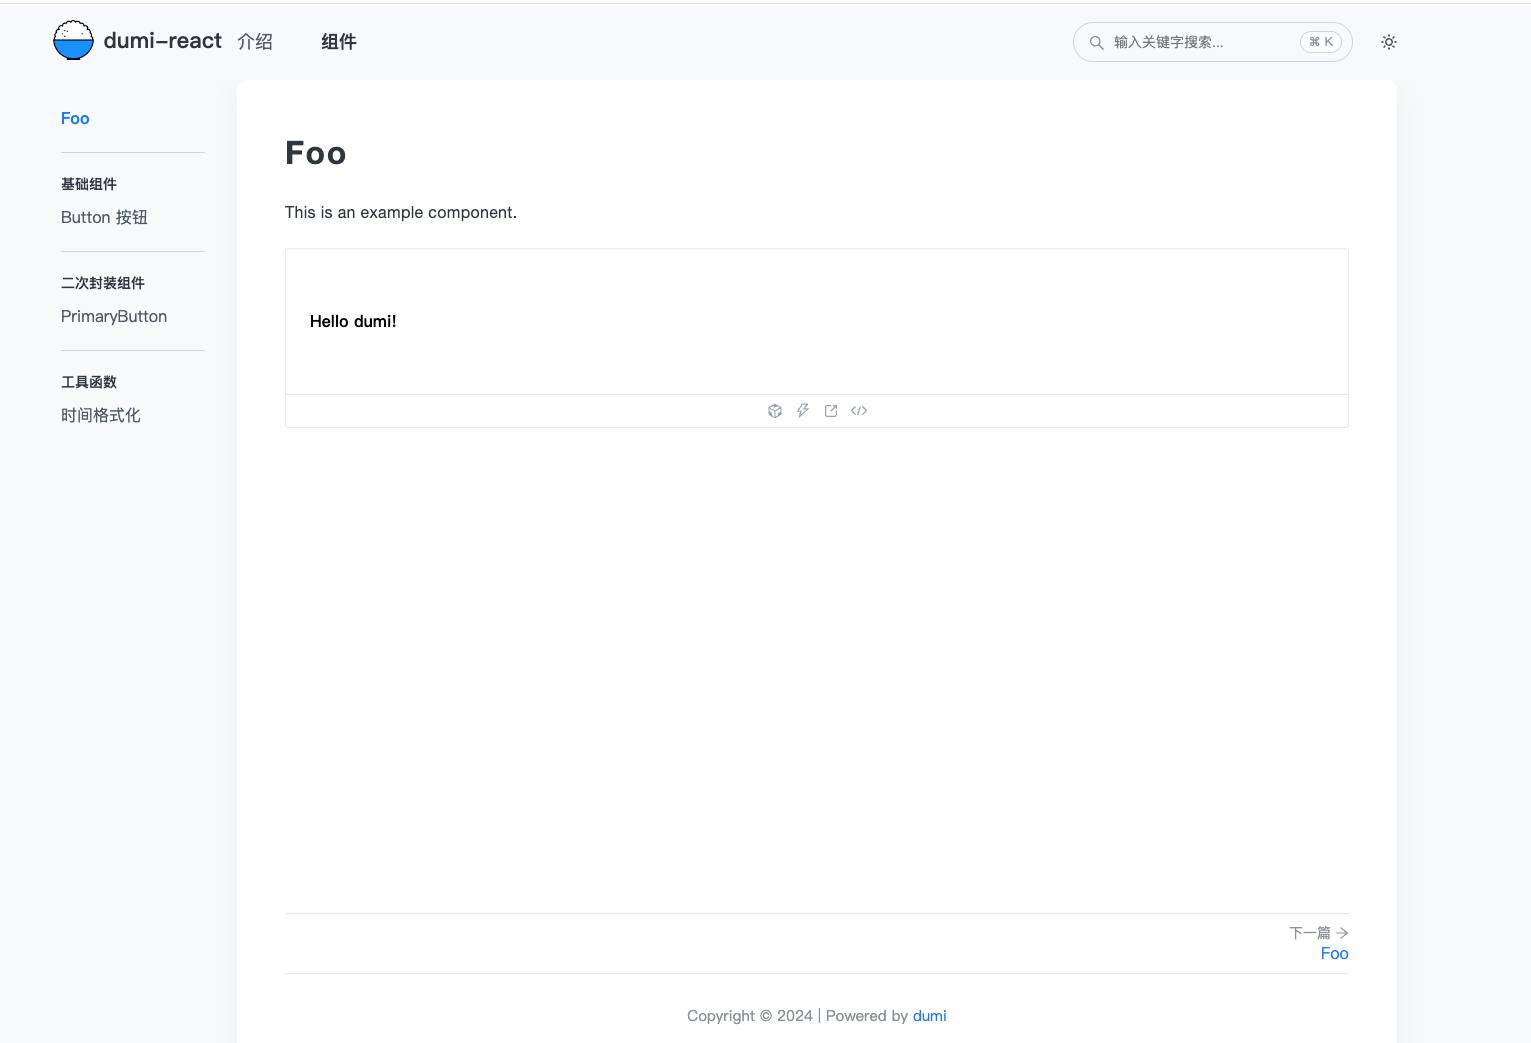 dumi-react
介绍
组件
输入关键字搜索...
⌘ K
Foo
基础组件
Button 按钮
二次封装组件
PrimaryButton
工具函数
时间格式化
Foo
This is an example component.
Hello dumi!
下一篇
Foo
Copyright © 2024 | Powered by dumi